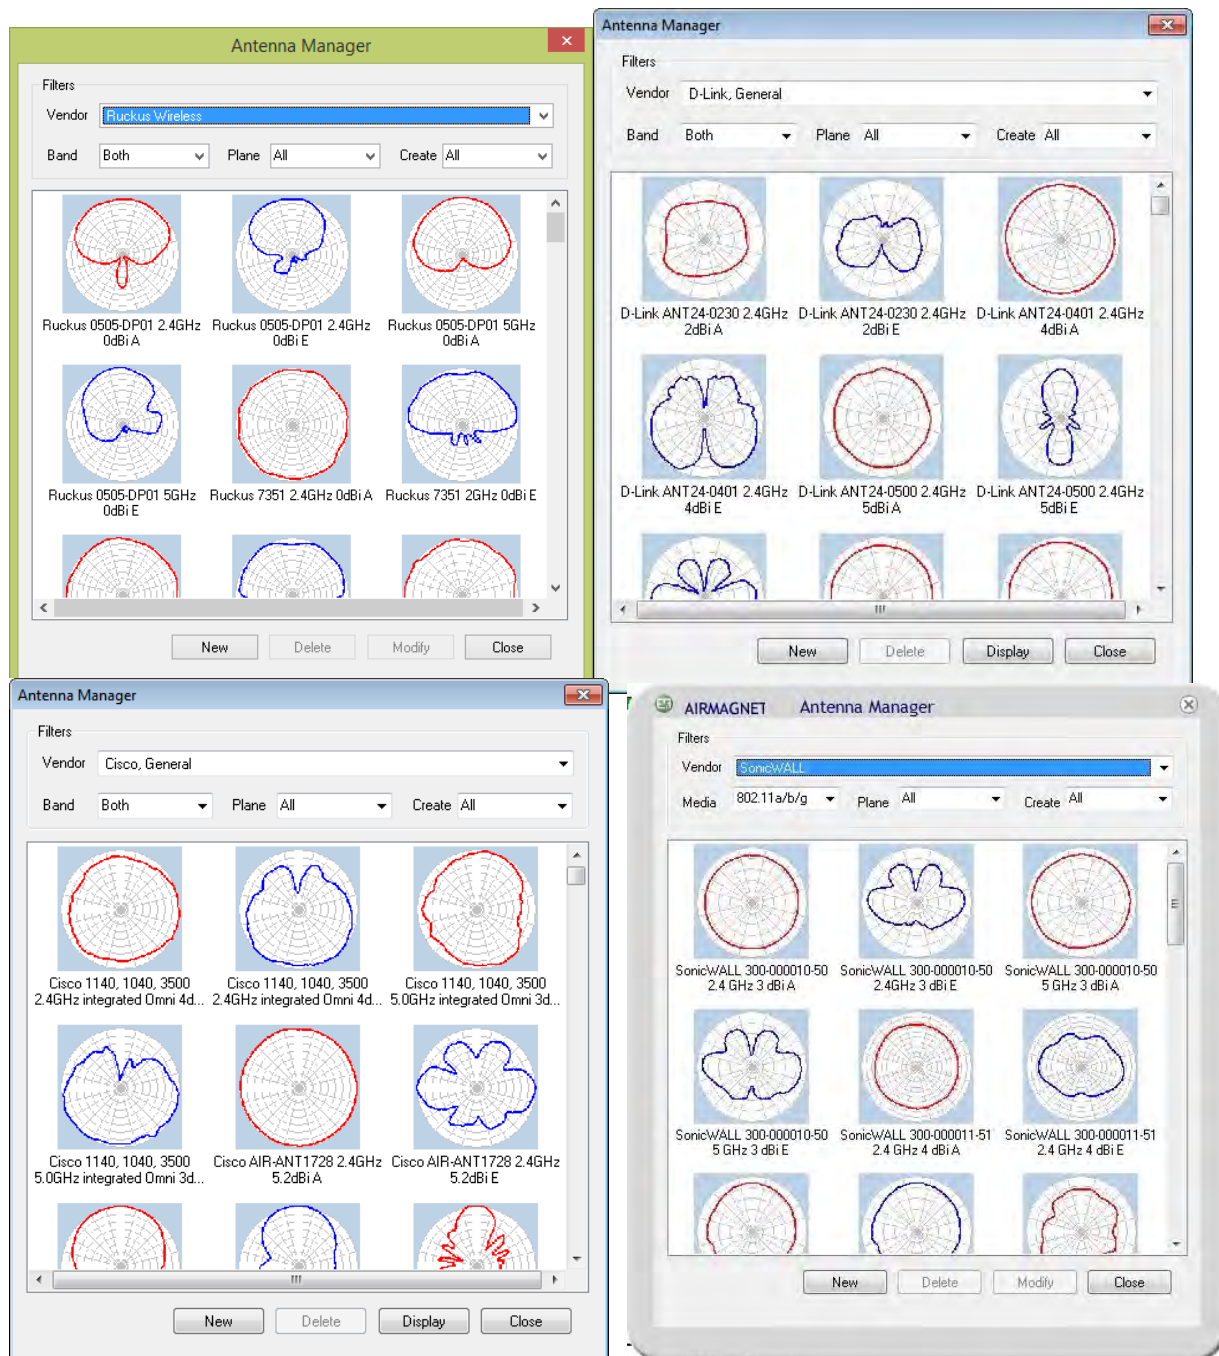 Antenna Manager
Filters
Vendor Ruckus Wireless
Band Both Plane All Create All
Ruckus 0505-DP01 2.4GHz Ruckus 0505-DP01 2.4GHz Ruckus 0505-DP01 5GHz
0dBi A 0dBi E 0dBi A
Ruckus 0505-DP01 5GHz Ruckus 7351 2.4GHz 0dBi A Ruckus 7351 2GHz 0dBi E
0dBi E
New Delete Modify Close
Antenna Manager
Filters
Vendor D-Link, General
Band Both Plane All Create All
D-Link ANT24-0230 2.4GHz D-Link ANT24-0230 2.4GHz D-Link ANT24-0401 2.4GHz
2dBi A 2dBi E 4dBi A
D-Link ANT24-0401 2.4GHz D-Link ANT24-0500 2.4GHz D-Link ANT24-0500 2.4GHz
4dBi E 5dBi A 5dBi E
New Delete Display Close
Antenna Manager
Filters
Vendor Cisco, General
Band Both Plane All Create All
Cisco 1140, 1040, 3500 Cisco 1140, 1040, 3500 Cisco 1140, 1040, 3500
2.4GHz integrated Omni 4d... 2.4GHz integrated Omni 4d... 5.0GHz integrated Omni 3d...
Cisco 1140, 1040, 3500 Cisco AIR-ANT1728 2.4GHz Cisco AIR-ANT1728 2.4GHz
5.0GHz integrated Omni 3d... 5.2dBi A 5.2dBi E
New Delete Display Close
AIRMAGNET Antenna Manager
Filters
Vendor SonicWALL
Media 802.11a/b/g Plane All Create All
SonicWALL 300-000010-50 SonicWALL 300-000010-50 SonicWALL 300-000010-50
2.4 GHz 3 dBi A 2.4GHz 3 dBi E 5 GHz 3 dBi A
SonicWALL 300-000010-50 SonicWALL 300-000011-51 SonicWALL 300-000011-51
5 GHz 3 dBi E 2.4 GHz 4 dBi A 2.4 GHz 4 dBi E
New Delete Modify Close